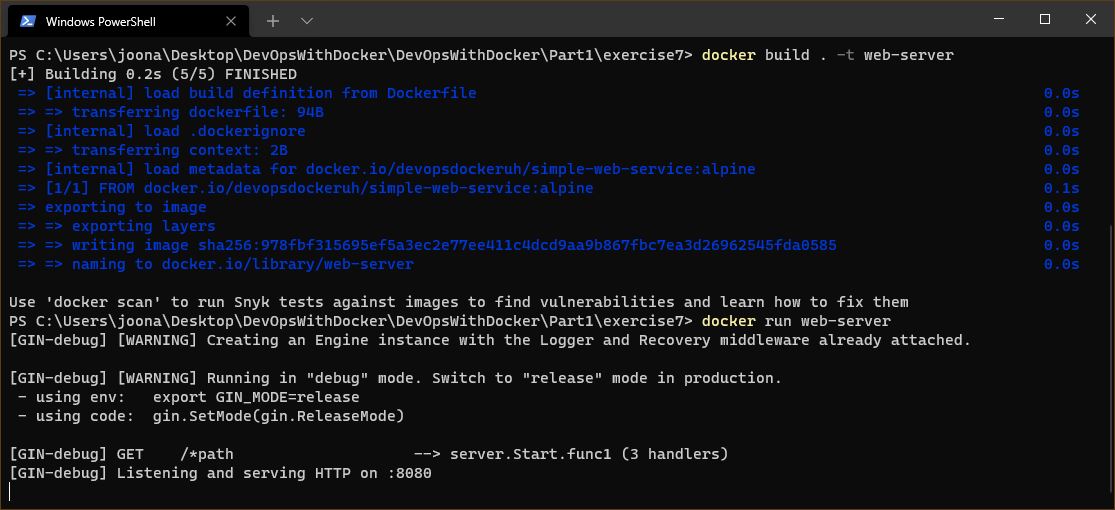 Windows PowerShell
PS C:\Users\joona\Desktop\DevOpsWithDocker\DevOpsWithDocker\Part1\exercise7> docker build . -t web-server
[+] Building 0.2s (5/5) FINISHED
=> [internal] load build definition from Dockerfile 0.0s
=> => transferring dockerfile: 94B 0.0s
=> [internal] load .dockerignore 0.0s
=> => transferring context: 2B 0.0s
=> [internal] load metadata for docker.io/devopsdockeruh/simple-web-service:alpine 0.0s
=> [1/1] FROM docker.io/devopsdockeruh/simple-web-service:alpine 0.1s
=> exporting to image 0.0s
=> => exporting layers 0.0s
=> => writing image sha256:978fbf315695ef5a3ec2e77ee411c4dcd9aa9b867fbc7ea3d26962545fda0585 0.0s
=> => naming to docker.io/library/web-server 0.0s
Use 'docker scan' to run Snyk tests against images to find vulnerabilities and learn how to fix them
PS C:\Users\joona\Desktop\DevOpsWithDocker\DevOpsWithDocker\Part1\exercise7> docker run web-server
[GIN-debug] [WARNING] Creating an Engine instance with the Logger and Recovery middleware already attached.
[GIN-debug] [WARNING] Running in "debug" mode. Switch to "release" mode in production.
- using env: export GIN_MODE=release
- using code: gin.SetMode(gin.ReleaseMode)
[GIN-debug] GET /*path --> server.Start.func1 (3 handlers)
[GIN-debug] Listening and serving HTTP on :8080